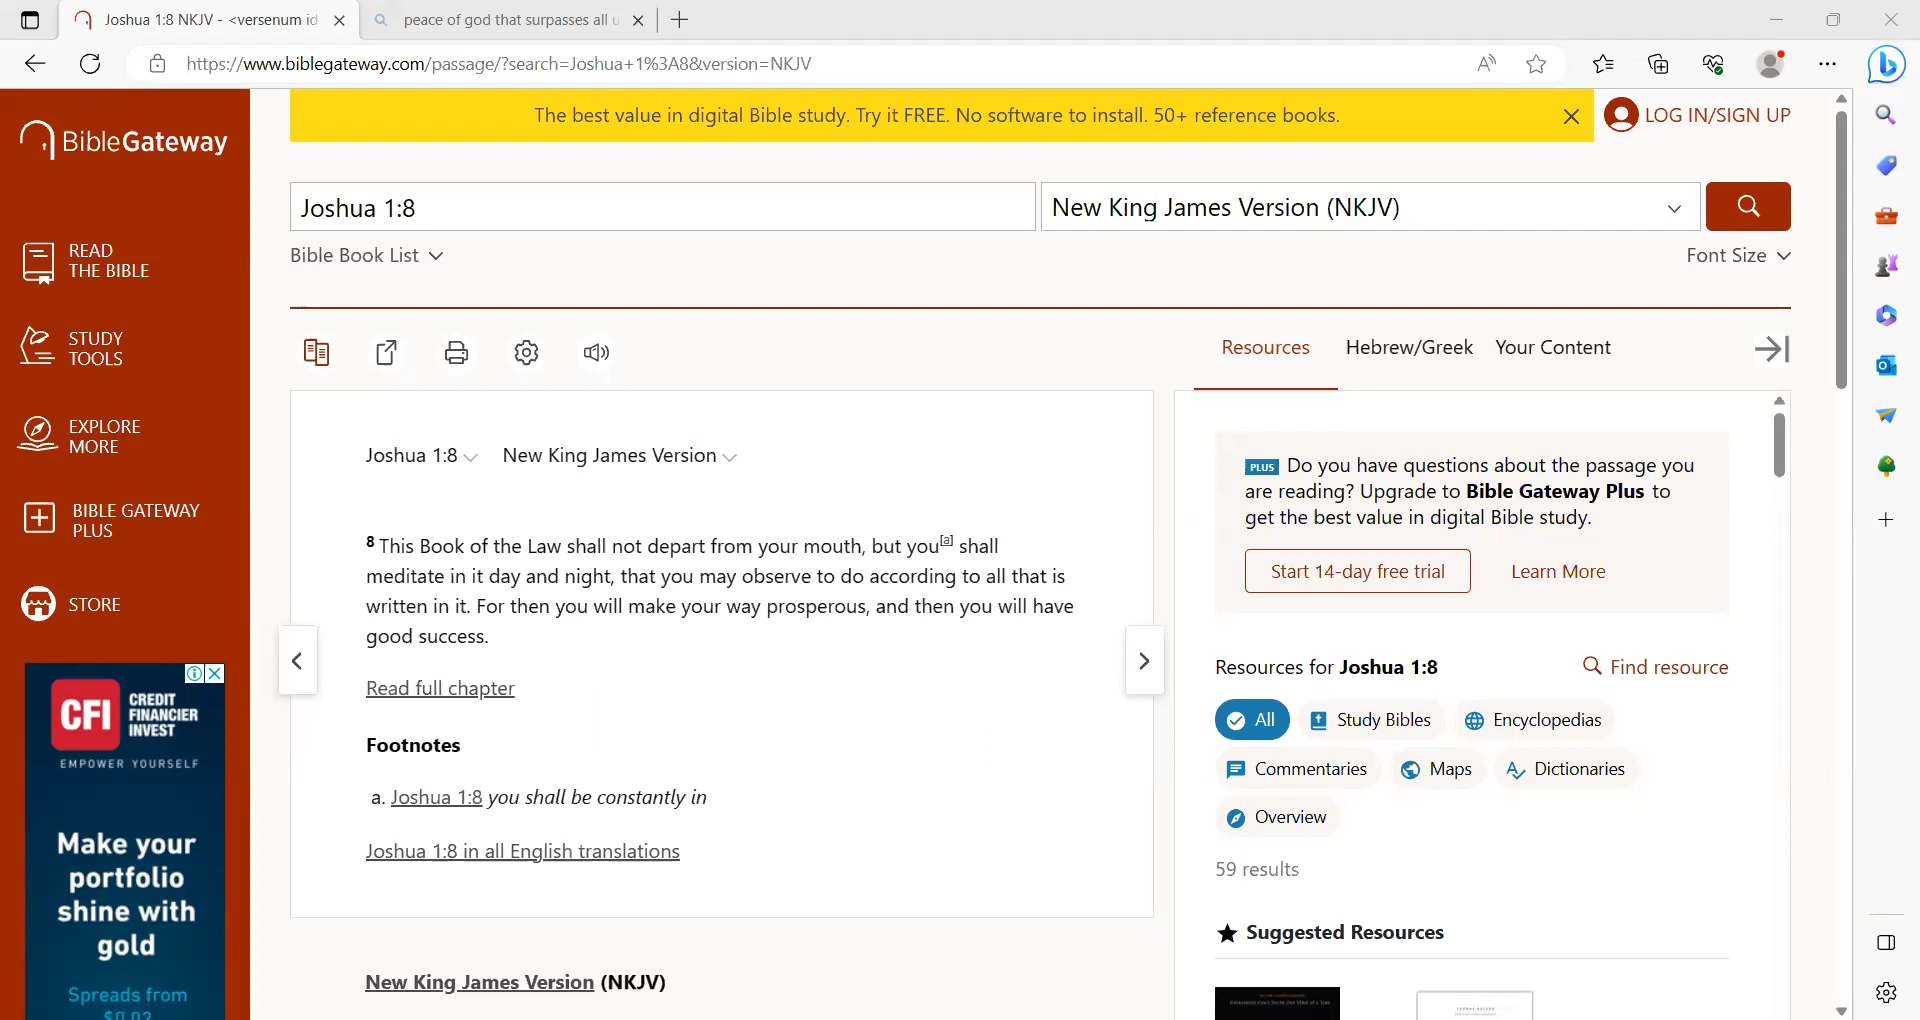 Joshua 1:8 NKJV - <versenum id
peace of god that surpasses all u
https://www.biblegateway.com/passage/?search=Joshua+1%3A8&version=NKJV
BibleGateway
The best value in digital Bible study. Try it FREE. No software to install. 50+ reference books.
LOG IN/SIGN UP
Joshua 1:8
New King James Version (NKJV)
Bible Book List
Font Size
READ
THE BIBLE
STUDY
TOOLS
EXPLORE
MORE
BIBLE GATEWAY
PLUS
STORE
Resources
Hebrew/Greek
Your Content
Joshua 1:8
New King James Version
8 This Book of the Law shall not depart from your mouth, but you[a] shall
meditate in it day and night, that you may observe to do according to all that is
written in it. For then you will make your way prosperous, and then you will have
good success.
Read full chapter
Footnotes
a. Joshua 1:8 you shall be constantly in
Joshua 1:8 in all English translations
New King James Version (NKJV)
PLUS Do you have questions about the passage you
are reading? Upgrade to Bible Gateway Plus to
get the best value in digital Bible study.
Start 14-day free trial
Learn More
Resources for Joshua 1:8
Find resource
All
Study Bibles
Encyclopedias
Commentaries
Maps
Dictionaries
Overview
59 results
Suggested Resources
CFI
CREDIT
FINANCIER
INVEST
EMPOWER YOURSELF
Make your
portfolio
shine with
gold
Spreads from
$0.02